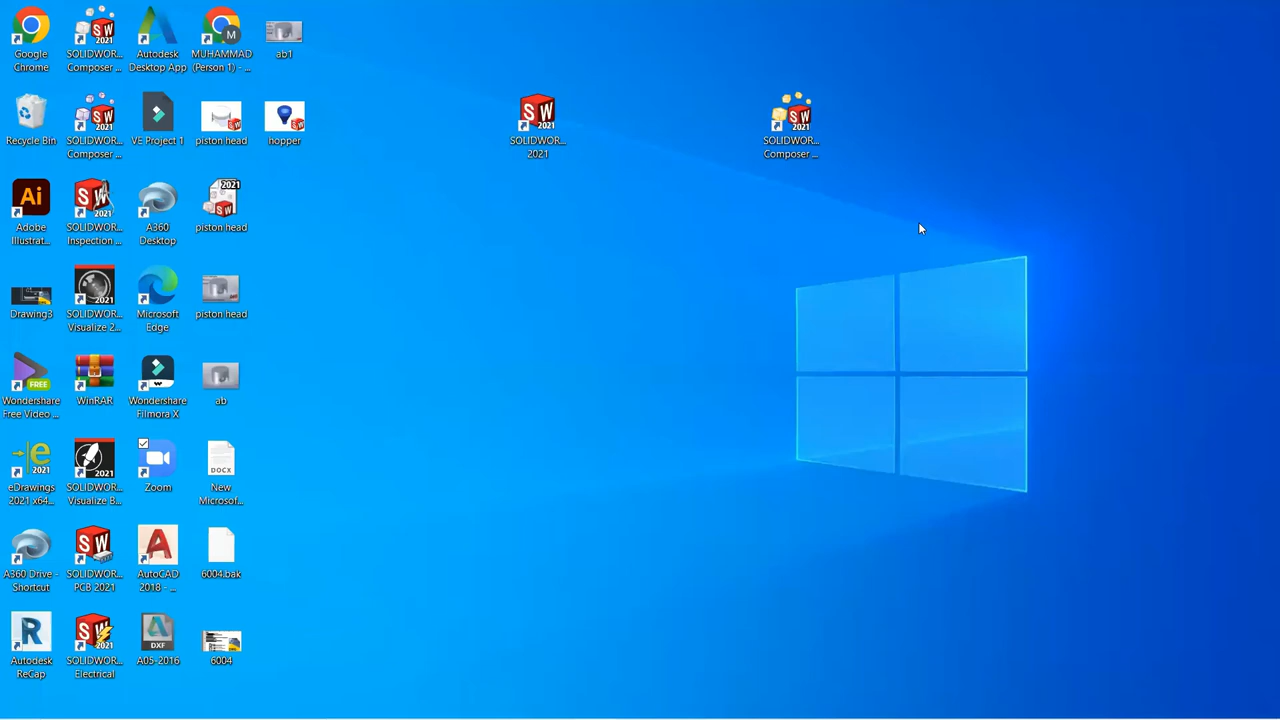 Google
Chrome
SOLIDWOR...
Composer ...
Autodesk
Desktop App
MUHAMMAD
(Person 1) - ...
ab1
Recycle Bin
SOLIDWOR...
Composer ...
VE Project 1
piston head
hopper
SOLIDWOR...
2021
SOLIDWOR...
Composer ...
Adobe
Illustrat...
SOLIDWOR...
Inspection ...
A360
Desktop
piston head
Drawing3
SOLIDWOR...
Visualize 2...
Microsoft
Edge
piston head
Wondershare
Free Video ...
WinRAR
Wondershare
Filmora X
ab
eDrawings
2021 x64...
SOLIDWOR...
Visualize B...
Zoom
New
Microsof...
A360 Drive -
Shortcut
SOLIDWOR...
PCB 2021
AutoCAD
2018 - ...
6004.bak
Autodesk
ReCap
SOLIDWOR...
Electrical
A05-2016
6004